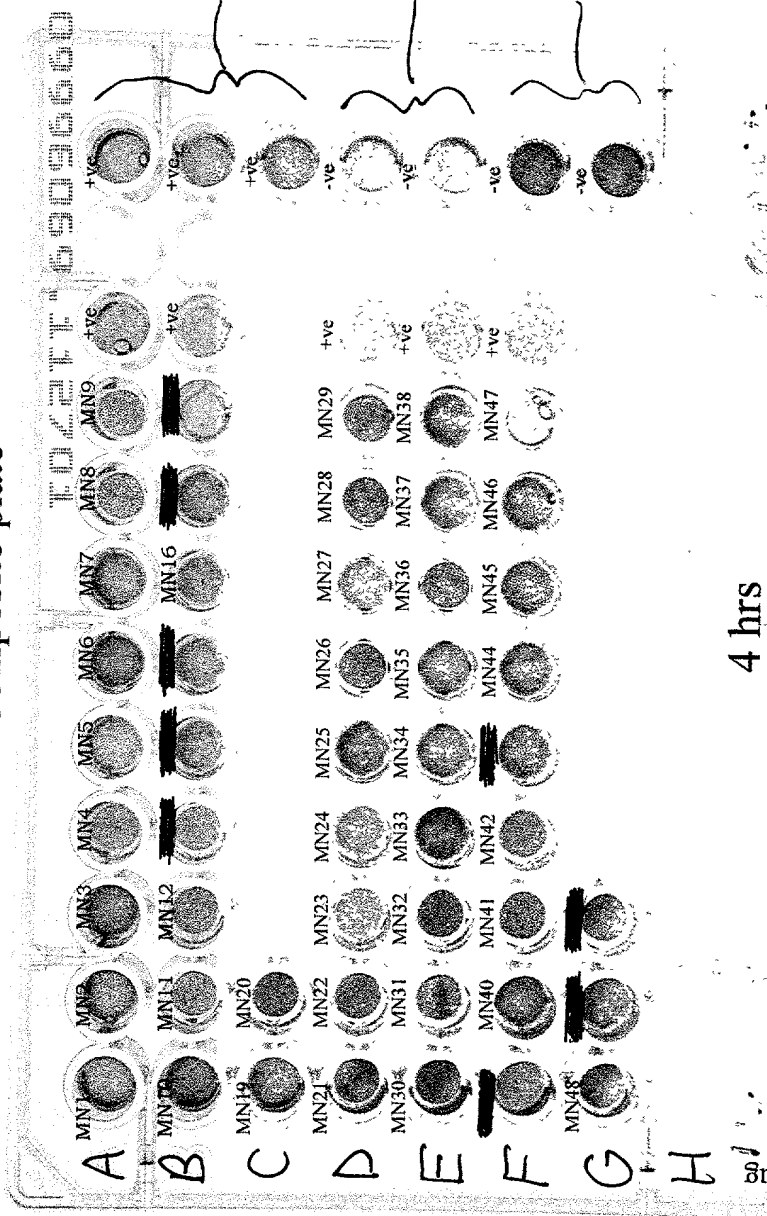 plate
A MN1 MN2 MN3 MN4 MN5 MN6 MN7 MN8 MN9 +ve +ve
B MN10 MN11 MN12 MN16 +ve +ve
C MN19 MN20 +ve
D MN21 MN22 MN23 MN24 MN25 MN26 MN27 MN28 MN29 +ve -ve
E MN30 MN31 MN32 MN33 MN34 MN35 MN36 MN37 MN38 +ve -ve
F MN40 MN41 MN42 MN44 MN45 MN46 MN47 +ve -ve
G MN48 -ve
H
4 hrs